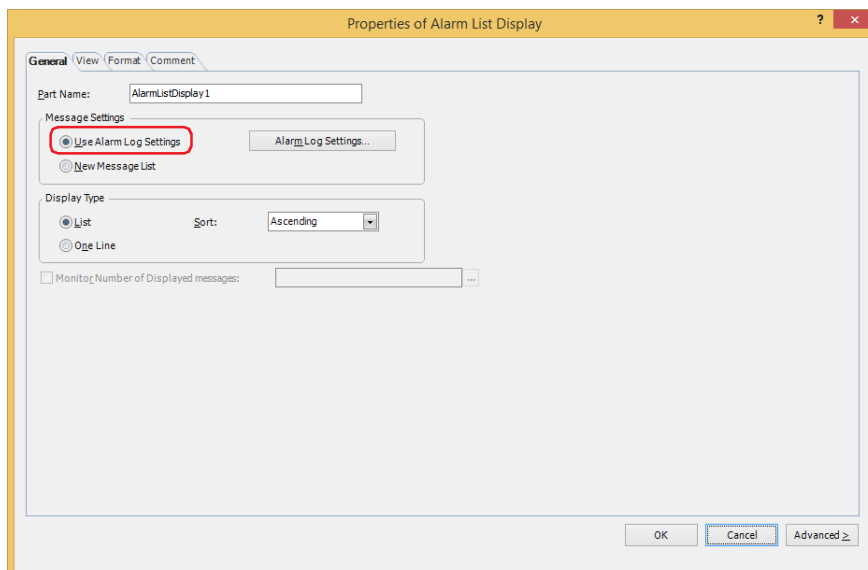 Properties of Alarm List Display ? ×
General View Format Comment
Part Name: AlarmListDisplay1
Message Settings
Use Alarm Log Settings Alarm Log Settings...
New Message List
Display Type
List Sort: Ascending
One Line
Monitor Number of Displayed messages: ...
OK Cancel Advanced >